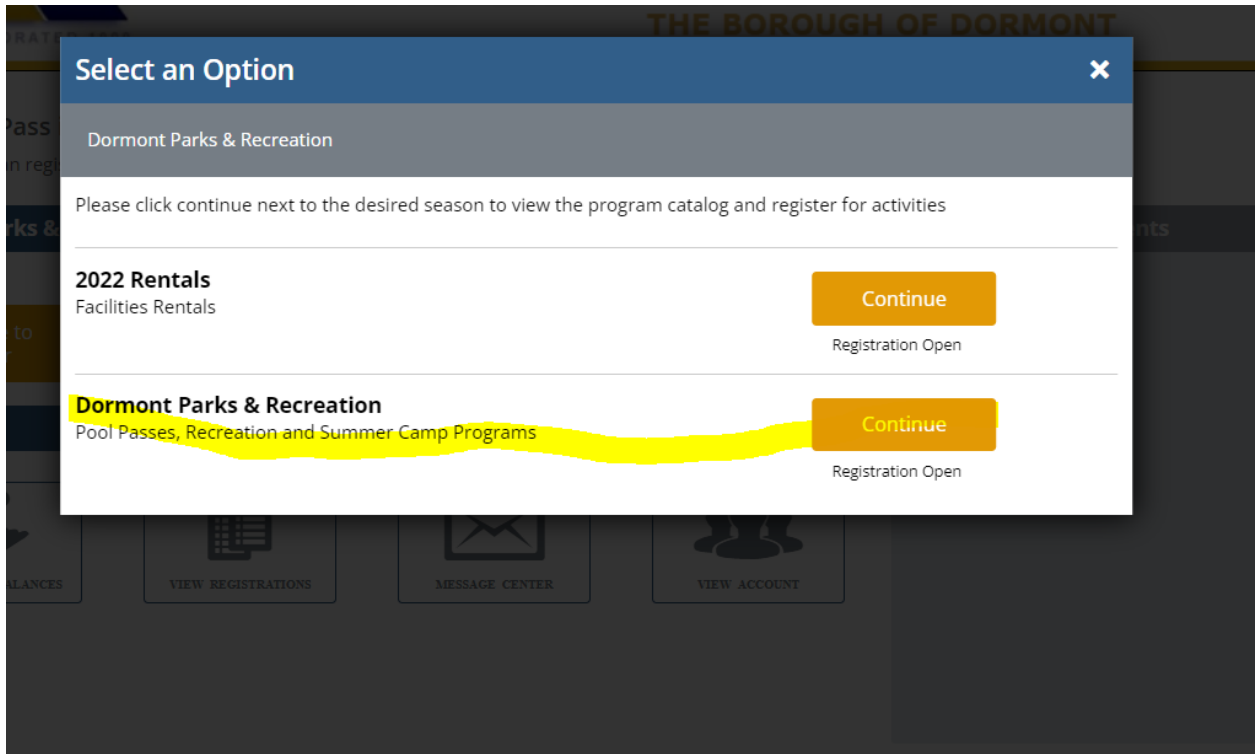 THE BOROUGH OF DORMONT
Select an Option
Pass
Dormont Parks & Recreation
Please click continue next to the desired season to view the program catalog and register for activities
2022 Rentals
Facilities Rentals
Continue
Registration Open
to
Dormont Parks & Recreation
Pool Passes, Recreation and Summer Camp Programs
Continue
Registration Open
VIEW REGISTRATIONS
MESSAGE CENTER
VIEW ACCOUNT